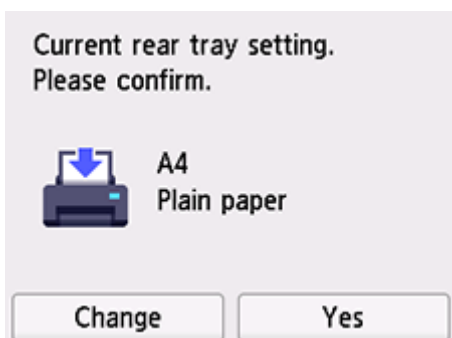 Current rear tray setting.
Please confirm.
A4
Plain paper
Change
Yes